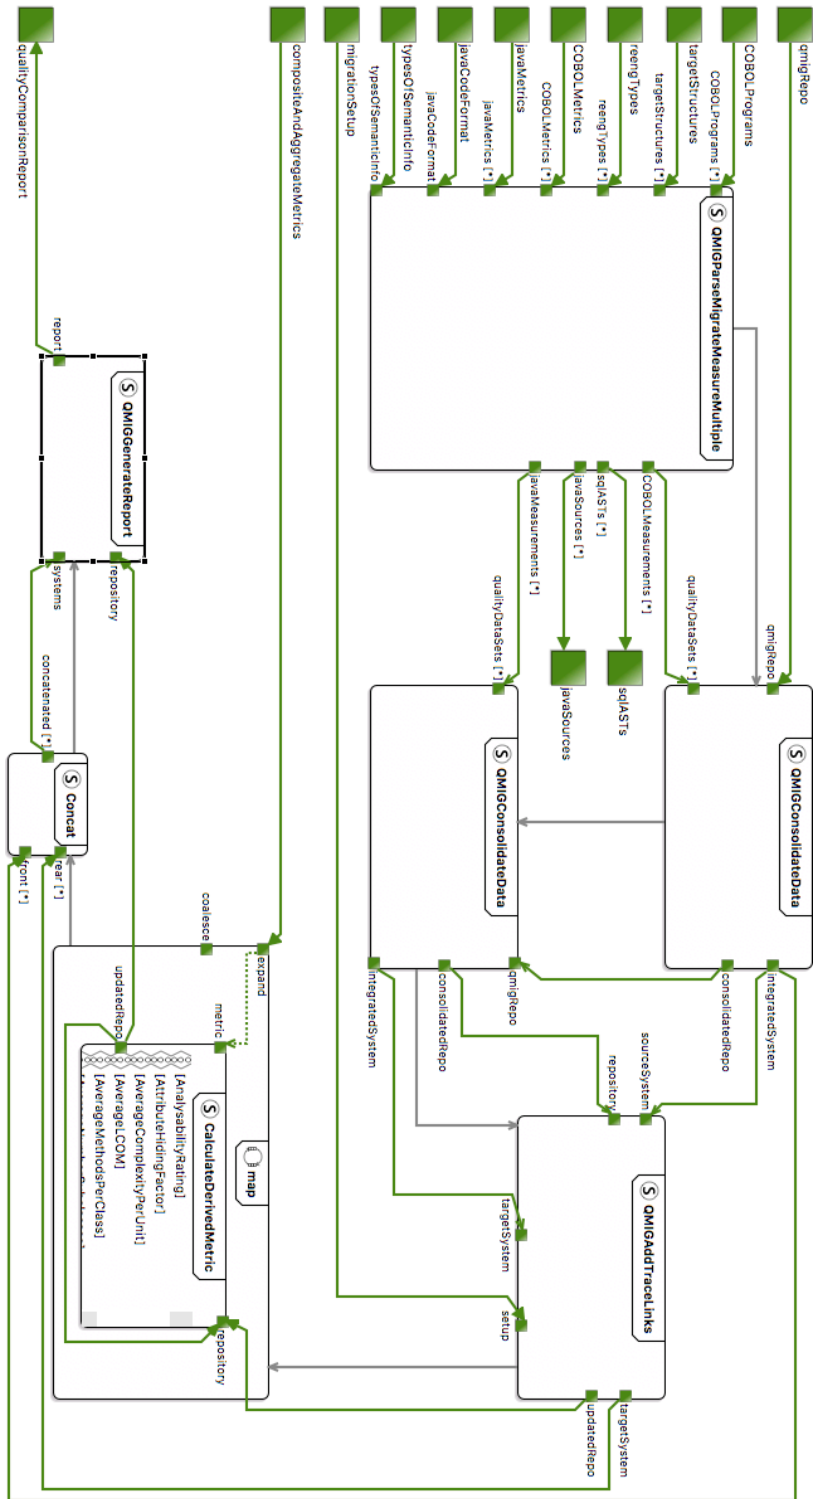 qmigRepo
COBOLPrograms
targetStructures
reengTypes
COBOLMetrics
javaMetrics
javaCodeFormat
typesOfSemanticInfo
migrationSetup
compositeAndAggregateMetrics
qualityComparisonReport
COBOLPrograms [*]
targetStructures [*]
reengTypes [*]
COBOLMetrics [*]
javaMetrics [*]
javaCodeFormat
typesOfSemanticInfo
S QMIGParseMigrateMeasureMultiple
COBOLMeasurements [*]
sqlASTs [*]
javaSources [*]
javaMeasurements [*]
sqlASTs
javaSources
qmigRepo
qualityDataSets [*]
S QMIGConsolidateData
integratedSystem
consolidatedRepo
qualityDataSets [*]
S QMIGConsolidateData
qmigRepo
consolidatedRepo
integratedSystem
sourceSystem
repository
S QMIGAddTraceLinks
targetSystem
setup
targetSystem
updatedRepo
expand
coalesce
map
metric
S CalculateDerivedMetric
[AnalysabilityRating]
[AttributeHidingFactor]
[AverageComplexityPerUnit]
[AverageLCOM]
[AverageMethodsPerClass]
updatedRepo
repository
S Concat
rear [*]
front [*]
concatenated [*]
S QMIGGenerateReport
repository
systems
report